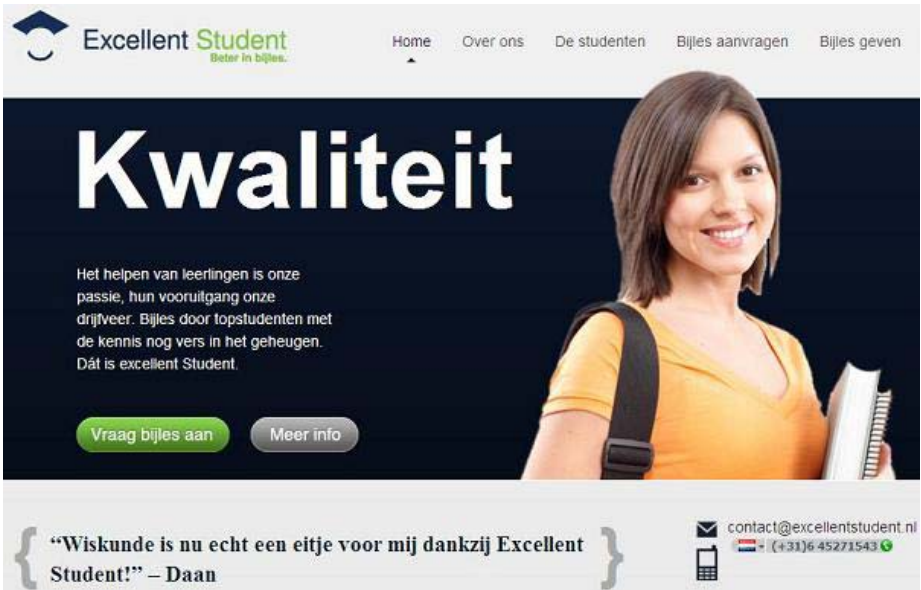 Excellent Student
Beter in bijles.
Home Over ons De studenten Bijles aanvragen Bijles geven
Kwaliteit
Het helpen van leerlingen is onze
passie, hun vooruitgang onze
drijfveer. Bijles door topstudenten met
de kennis nog vers in het geheugen.
Dát is excellent Student.
Vraag bijles aan Meer info
“Wiskunde is nu echt een eitje voor mij dankzij Excellent
Student!” – Daan
contact@excellentstudent.nl
(+31)6 45271543